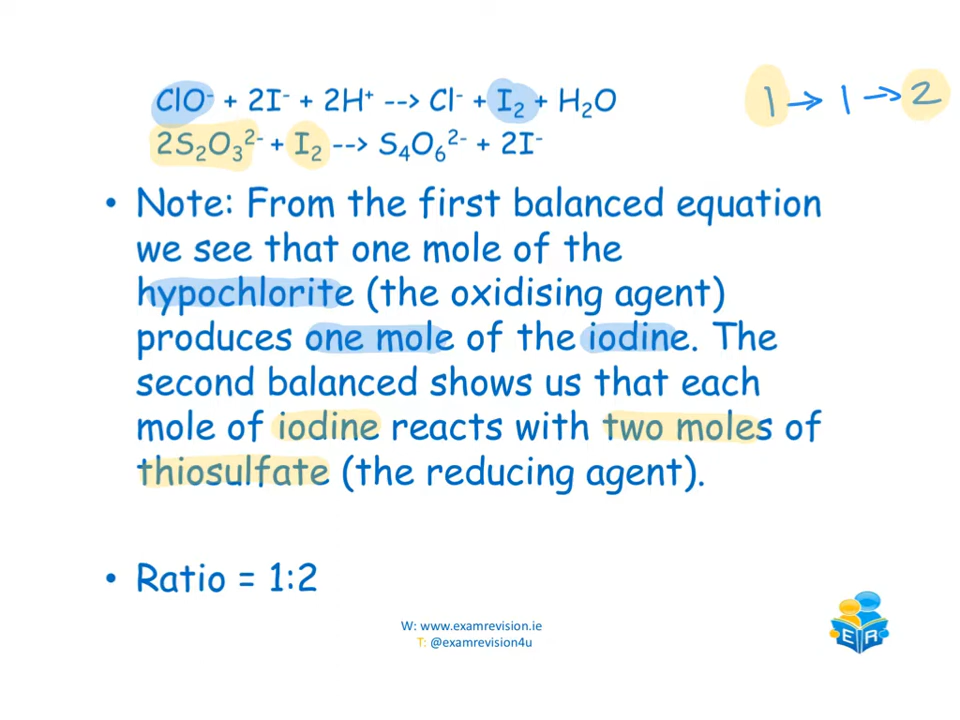 ClO⁻ + 2I⁻ + 2H⁺ --> Cl⁻ + I₂ + H₂O
1 → 1 → 2
2S₂O₃²⁻ + I₂ --> S₄O₆²⁻ + 2I⁻
• Note: From the first balanced equation
we see that one mole of the
hypochlorite (the oxidising agent)
produces one mole of the iodine. The
second balanced shows us that each
mole of iodine reacts with two moles of
thiosulfate (the reducing agent).
• Ratio = 1:2
W: www.examrevision.ie
T: @examrevision4u
E R